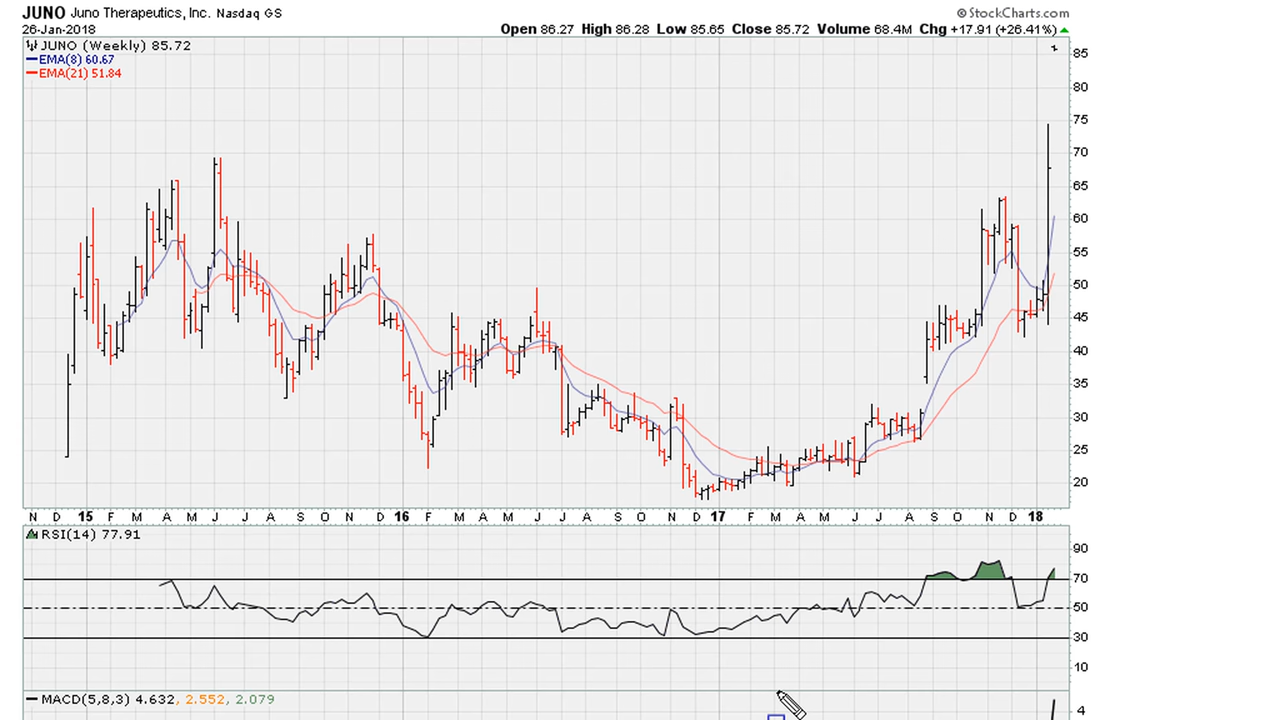 JUNO Juno Therapeutics, Inc. Nasdaq GS © StockCharts.com
26-Jan-2018 Open 86.27 High 86.28 Low 85.65 Close 85.72 Volume 68.4M Chg +17.91 (+26.41%)
JUNO (Weekly) 85.72
EMA(8) 60.67
EMA(21) 51.84
85
80
75
70
65
60
55
50
45
40
35
30
25
20
N D 15 F M A M J J A S O N D 16 F M A M J J A S O N D 17 F M A M J J A S O N D 18
RSI(14) 77.91
90
70
50
30
10
MACD(5,8,3) 4.632, 2.552, 2.079
4